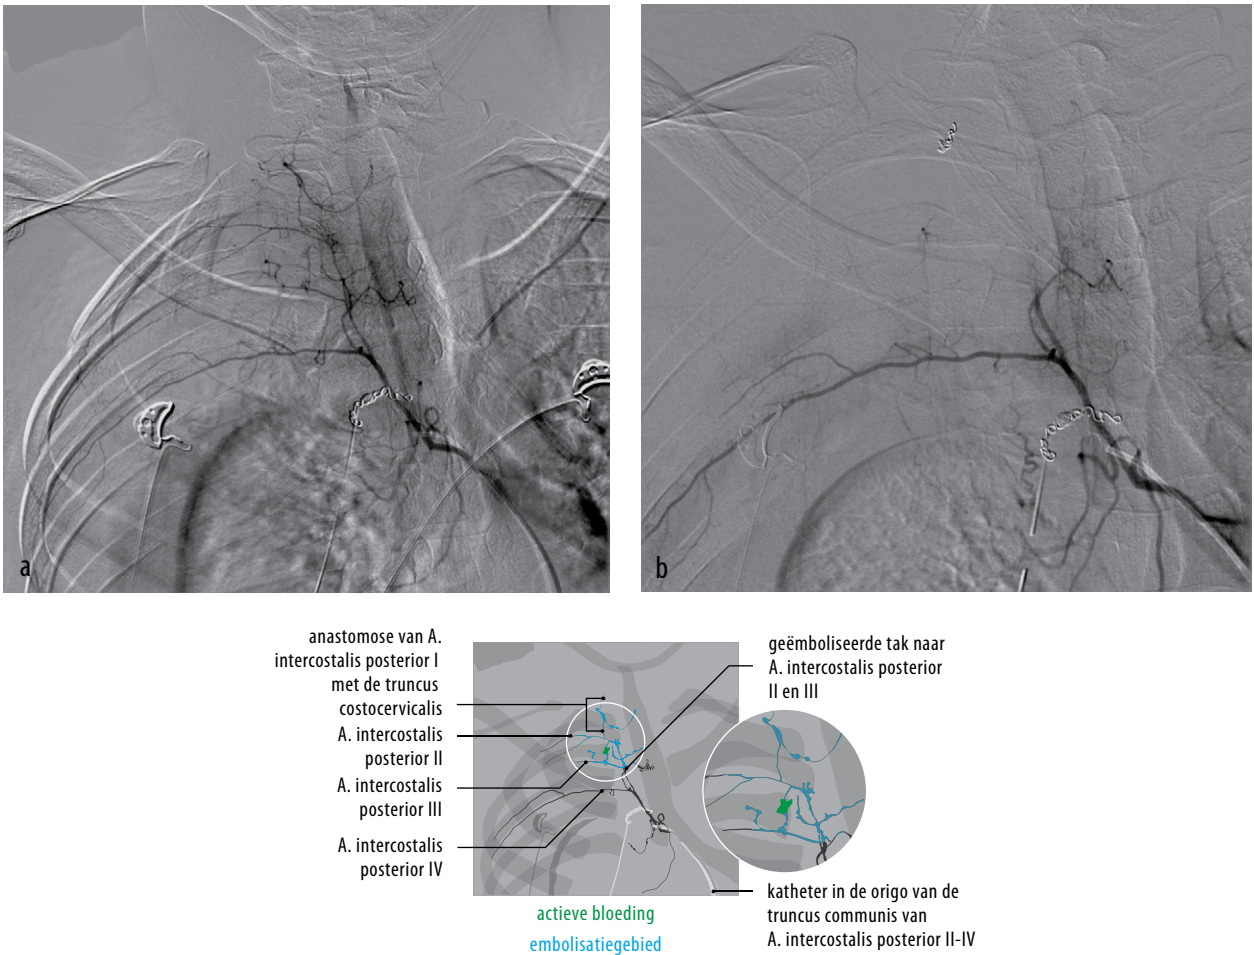 a
b
anastomose van A.
intercostalis posterior I
met de truncus
costocervicalis
A. intercostalis
posterior II
A. intercostalis
posterior III
A. intercostalis
posterior IV
geëmboliseerde tak naar
A. intercostalis posterior
II en III
katheter in de origo van de
truncus communis van
A. intercostalis posterior II-IV
actieve bloeding
embolisatiegebied